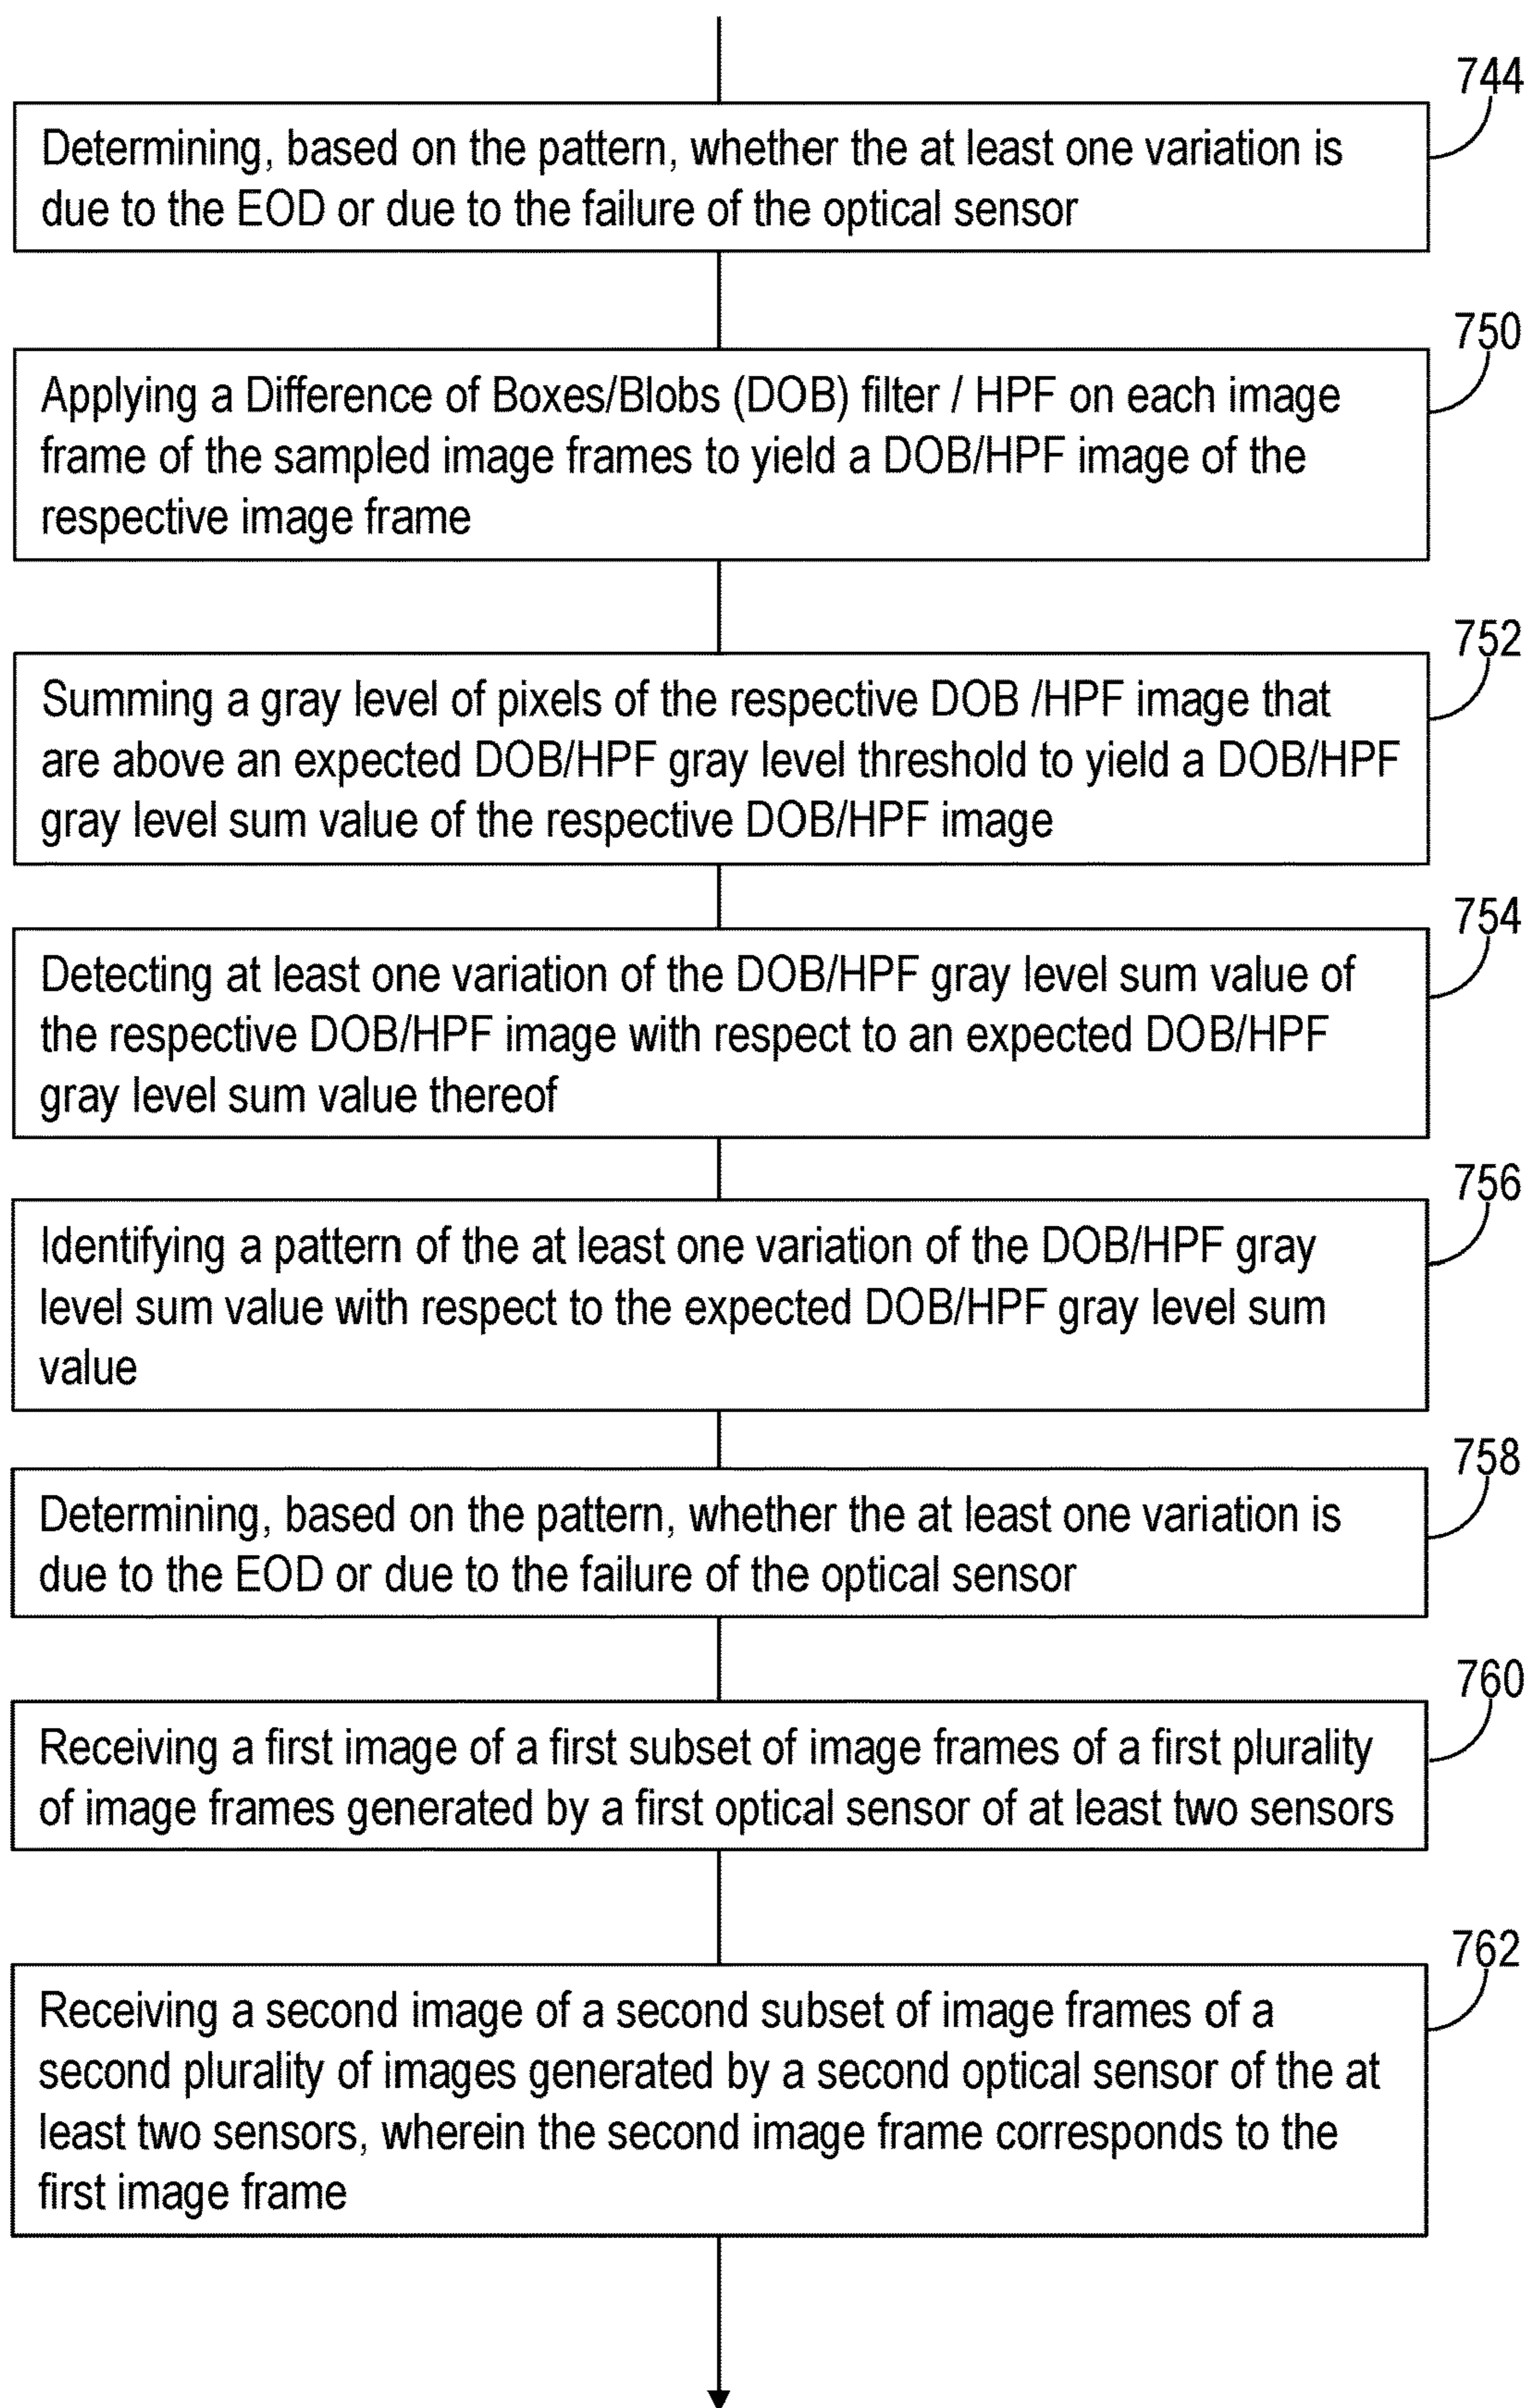 744
Determining, based on the pattern, whether the at least one variation is
due to the EOD or due to the failure of the optical sensor
750
Applying a Difference of Boxes/Blobs (DOB) filter / HPF on each image
frame of the sampled image frames to yield a DOB/HPF image of the
respective image frame
752
Summing a gray level of pixels of the respective DOB /HPF image that
are above an expected DOB/HPF gray level threshold to yield a DOB/HPF
gray level sum value of the respective DOB/HPF image
754
Detecting at least one variation of the DOB/HPF gray level sum value of
the respective DOB/HPF image with respect to an expected DOB/HPF
gray level sum value thereof
756
Identifying a pattern of the at least one variation of the DOB/HPF gray
level sum value with respect to the expected DOB/HPF gray level sum
value
758
Determining, based on the pattern, whether the at least one variation is
due to the EOD or due to the failure of the optical sensor
760
Receiving a first image of a first subset of image frames of a first plurality
of image frames generated by a first optical sensor of at least two sensors
762
Receiving a second image of a second subset of image frames of a
second plurality of images generated by a second optical sensor of the at
least two sensors, wherein the second image frame corresponds to the
first image frame